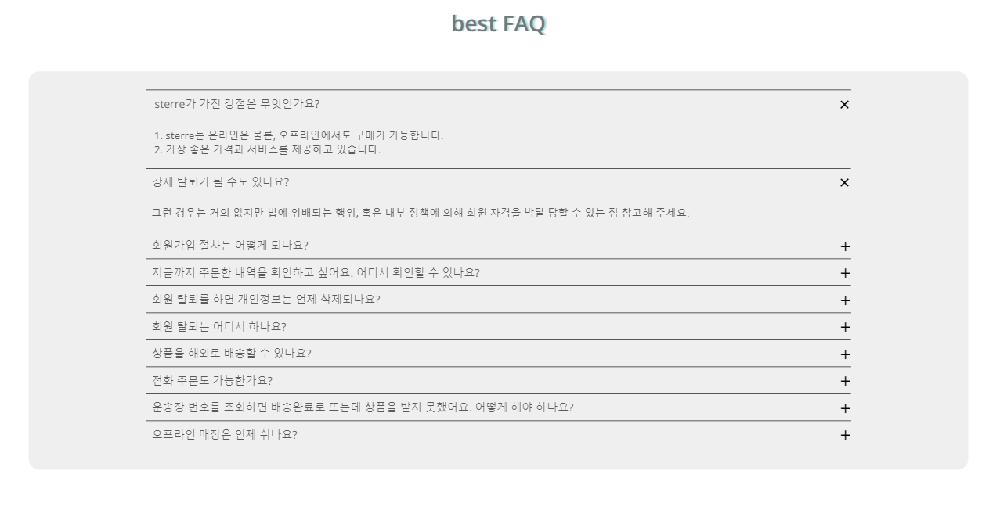 best FAQ
sterre가 가진 강점은 무엇인가요?
1. sterre는 온라인은 물론, 오프라인에서도 구매가 가능합니다.
2. 가장 좋은 가격과 서비스를 제공하고 있습니다.
강제 탈퇴가 될 수도 있나요?
그런 경우는 거의 없지만 법에 위배되는 행위, 혹은 내부 정책에 의해 회원 자격을 박탈 당할 수 있는 점 참고해 주세요.
회원가입 절차는 어떻게 되나요?
지금까지 주문한 내역을 확인하고 싶어요. 어디서 확인할 수 있나요?
회원 탈퇴를 하면 개인정보는 언제 삭제되나요?
회원 탈퇴는 어디서 하나요?
상품을 해외로 배송할 수 있나요?
전화 주문도 가능한가요?
운송장 번호를 조회하면 배송완료로 뜨는데 상품을 받지 못했어요. 어떻게 해야 하나요?
오프라인 매장은 언제 쉬나요?